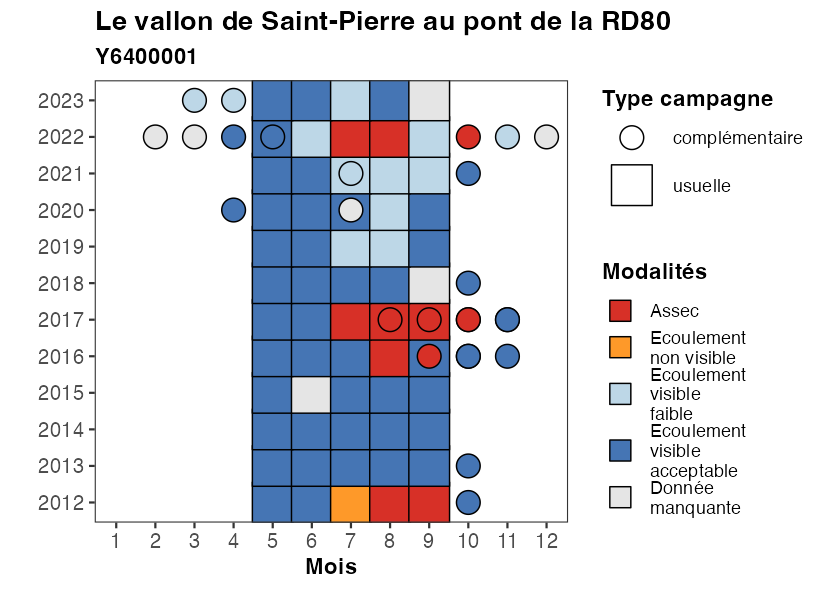 Le vallon de Saint-Pierre au pont de la RD80
Y6400001
2023
2022
2021
2020
2019
2018
2017
2016
2015
2014
2013
2012
1 2 3 4 5 6 7 8 9 10 11 12
Mois
Type campagne
complémentaire
usuelle
Modalités
Assec
Ecoulement
non visible
Ecoulement
visible
faible
Ecoulement
visible
acceptable
Donnée
manquante